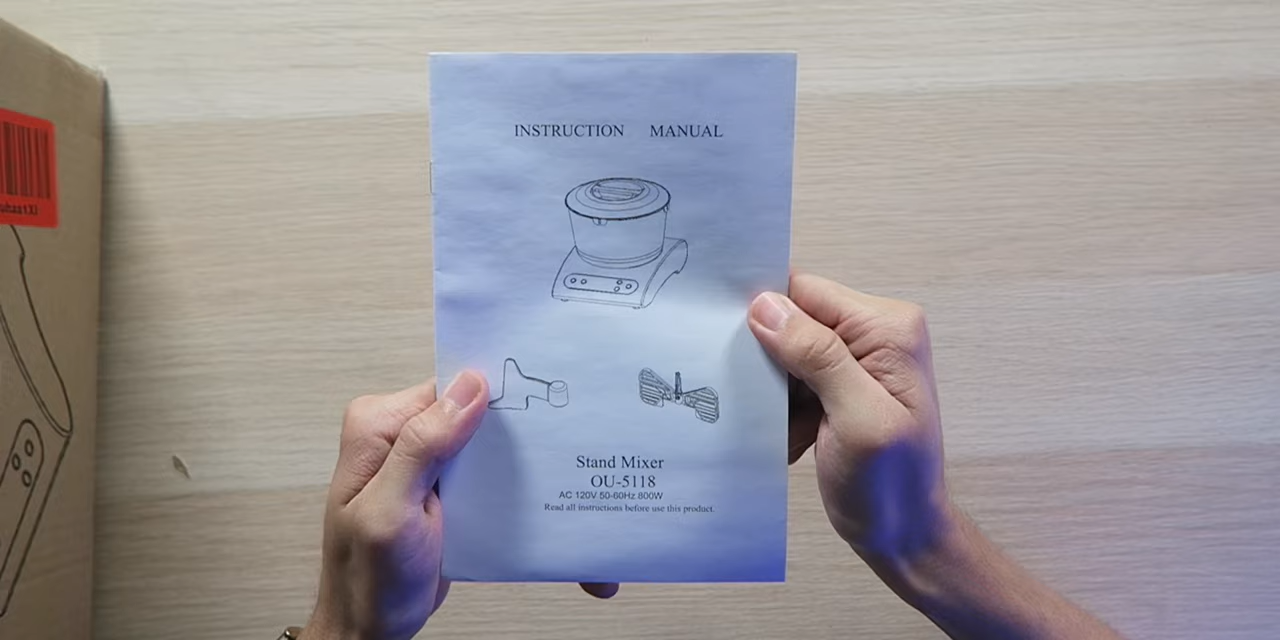 INSTRUCTION MANUAL
Stand Mixer
OU-5118
AC 120V 50-60Hz 800W
Read all instructions before use this product.